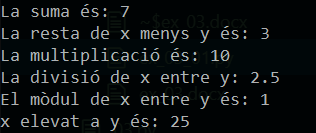 La suma és: 7
La resta de x menys y és: 3
La multiplicació és: 10
La divisió de x entre y: 2.5
El mòdul de x entre y és: 1
x elevat a y és: 25